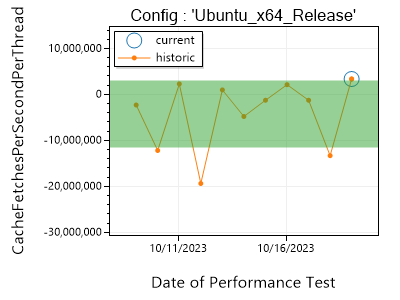 Config : 'Ubuntu_x64_Release'
CacheFetchesPerSecondPerThread
10,000,000
0
-10,000,000
-20,000,000
-30,000,000
current
historic
10/11/2023
10/16/2023
Date of Performance Test